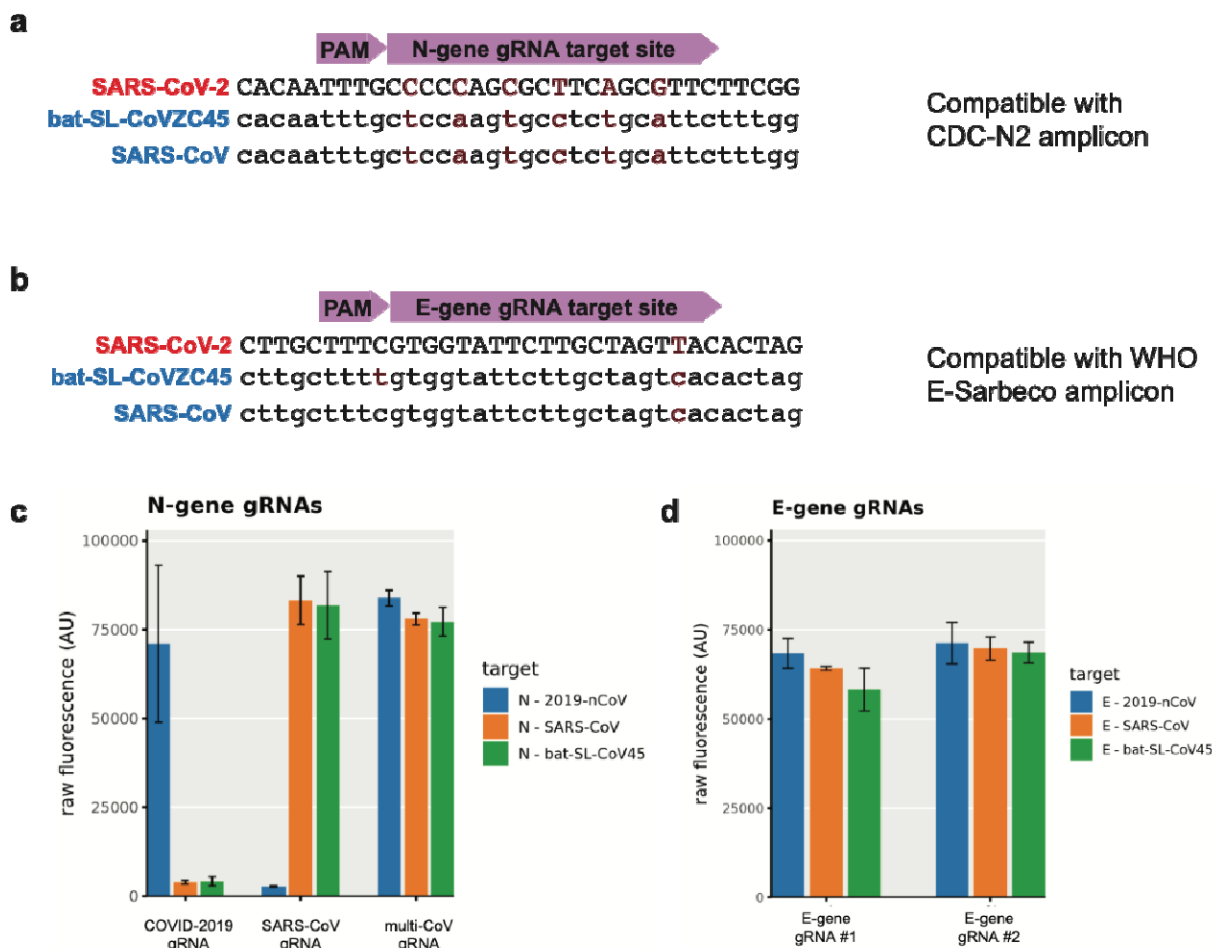 a
PAM N-gene gRNA target site
SARS-CoV-2 CACAATTTGCCCCCAGCGCTTCAGCGTTCTTCGG
bat-SL-CoVZC45 cacaatttgctccaagtgcctctgcattctttgg
SARS-CoV cacaatttgctccaagtgcctctgcattctttgg
Compatible with
CDC-N2 amplicon
b
PAM E-gene gRNA target site
SARS-CoV-2 CTTGCTTTCGTGGTATTCTTGCTAGTTACACTAG
bat-SL-CoVZC45 cttgcttttgtggtattcttgctagtcacactag
SARS-CoV cttgctttcgtggtattcttgctagtcacactag
Compatible with WHO
E-Sarbeco amplicon
c
N-gene gRNAs
raw fluorescence (AU)
100000
75000
50000
25000
0
COVID-2019
gRNA
SARS-CoV
gRNA
multi-CoV
gRNA
target
N - 2019-nCoV
N - SARS-CoV
N - bat-SL-CoV45
d
E-gene gRNAs
raw fluorescence (AU)
100000
75000
50000
25000
0
E-gene
gRNA #1
E-gene
gRNA #2
target
E - 2019-nCoV
E - SARS-CoV
E - bat-SL-CoV45